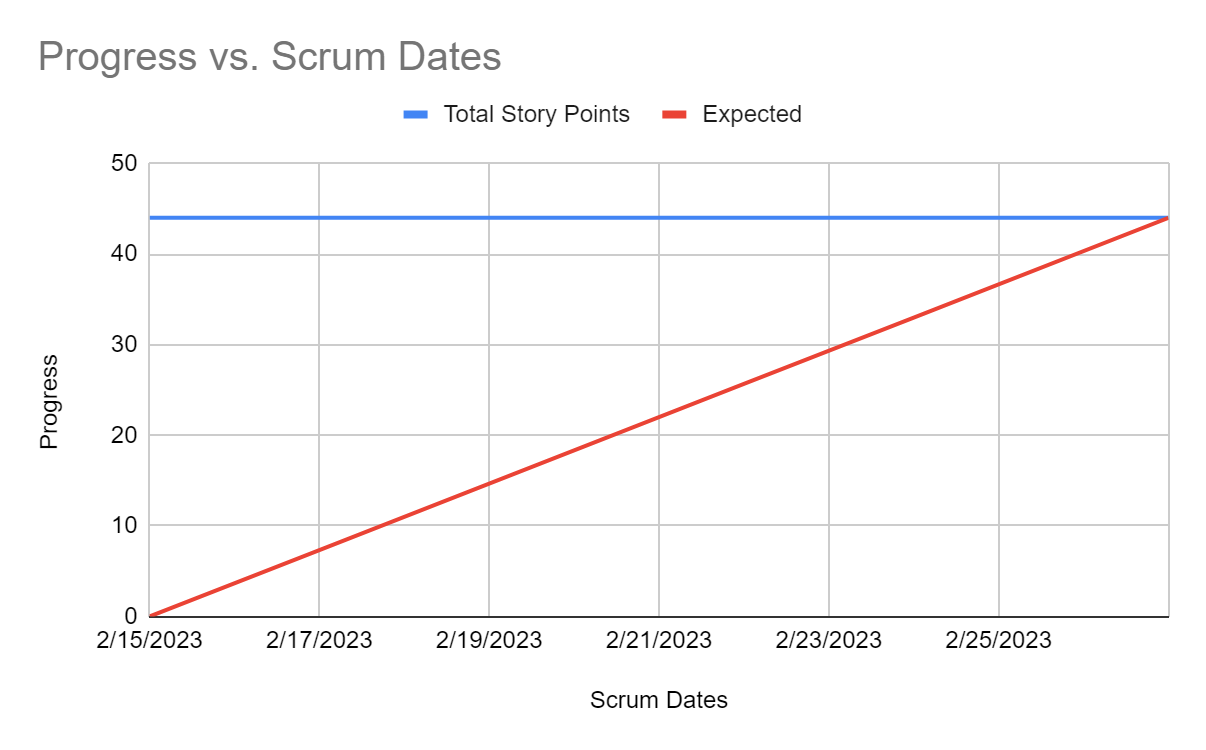 Progress vs. Scrum Dates
Total Story Points Expected
50
40
30
20
10
0
Progress
2/15/2023 2/17/2023 2/19/2023 2/21/2023 2/23/2023 2/25/2023
Scrum Dates